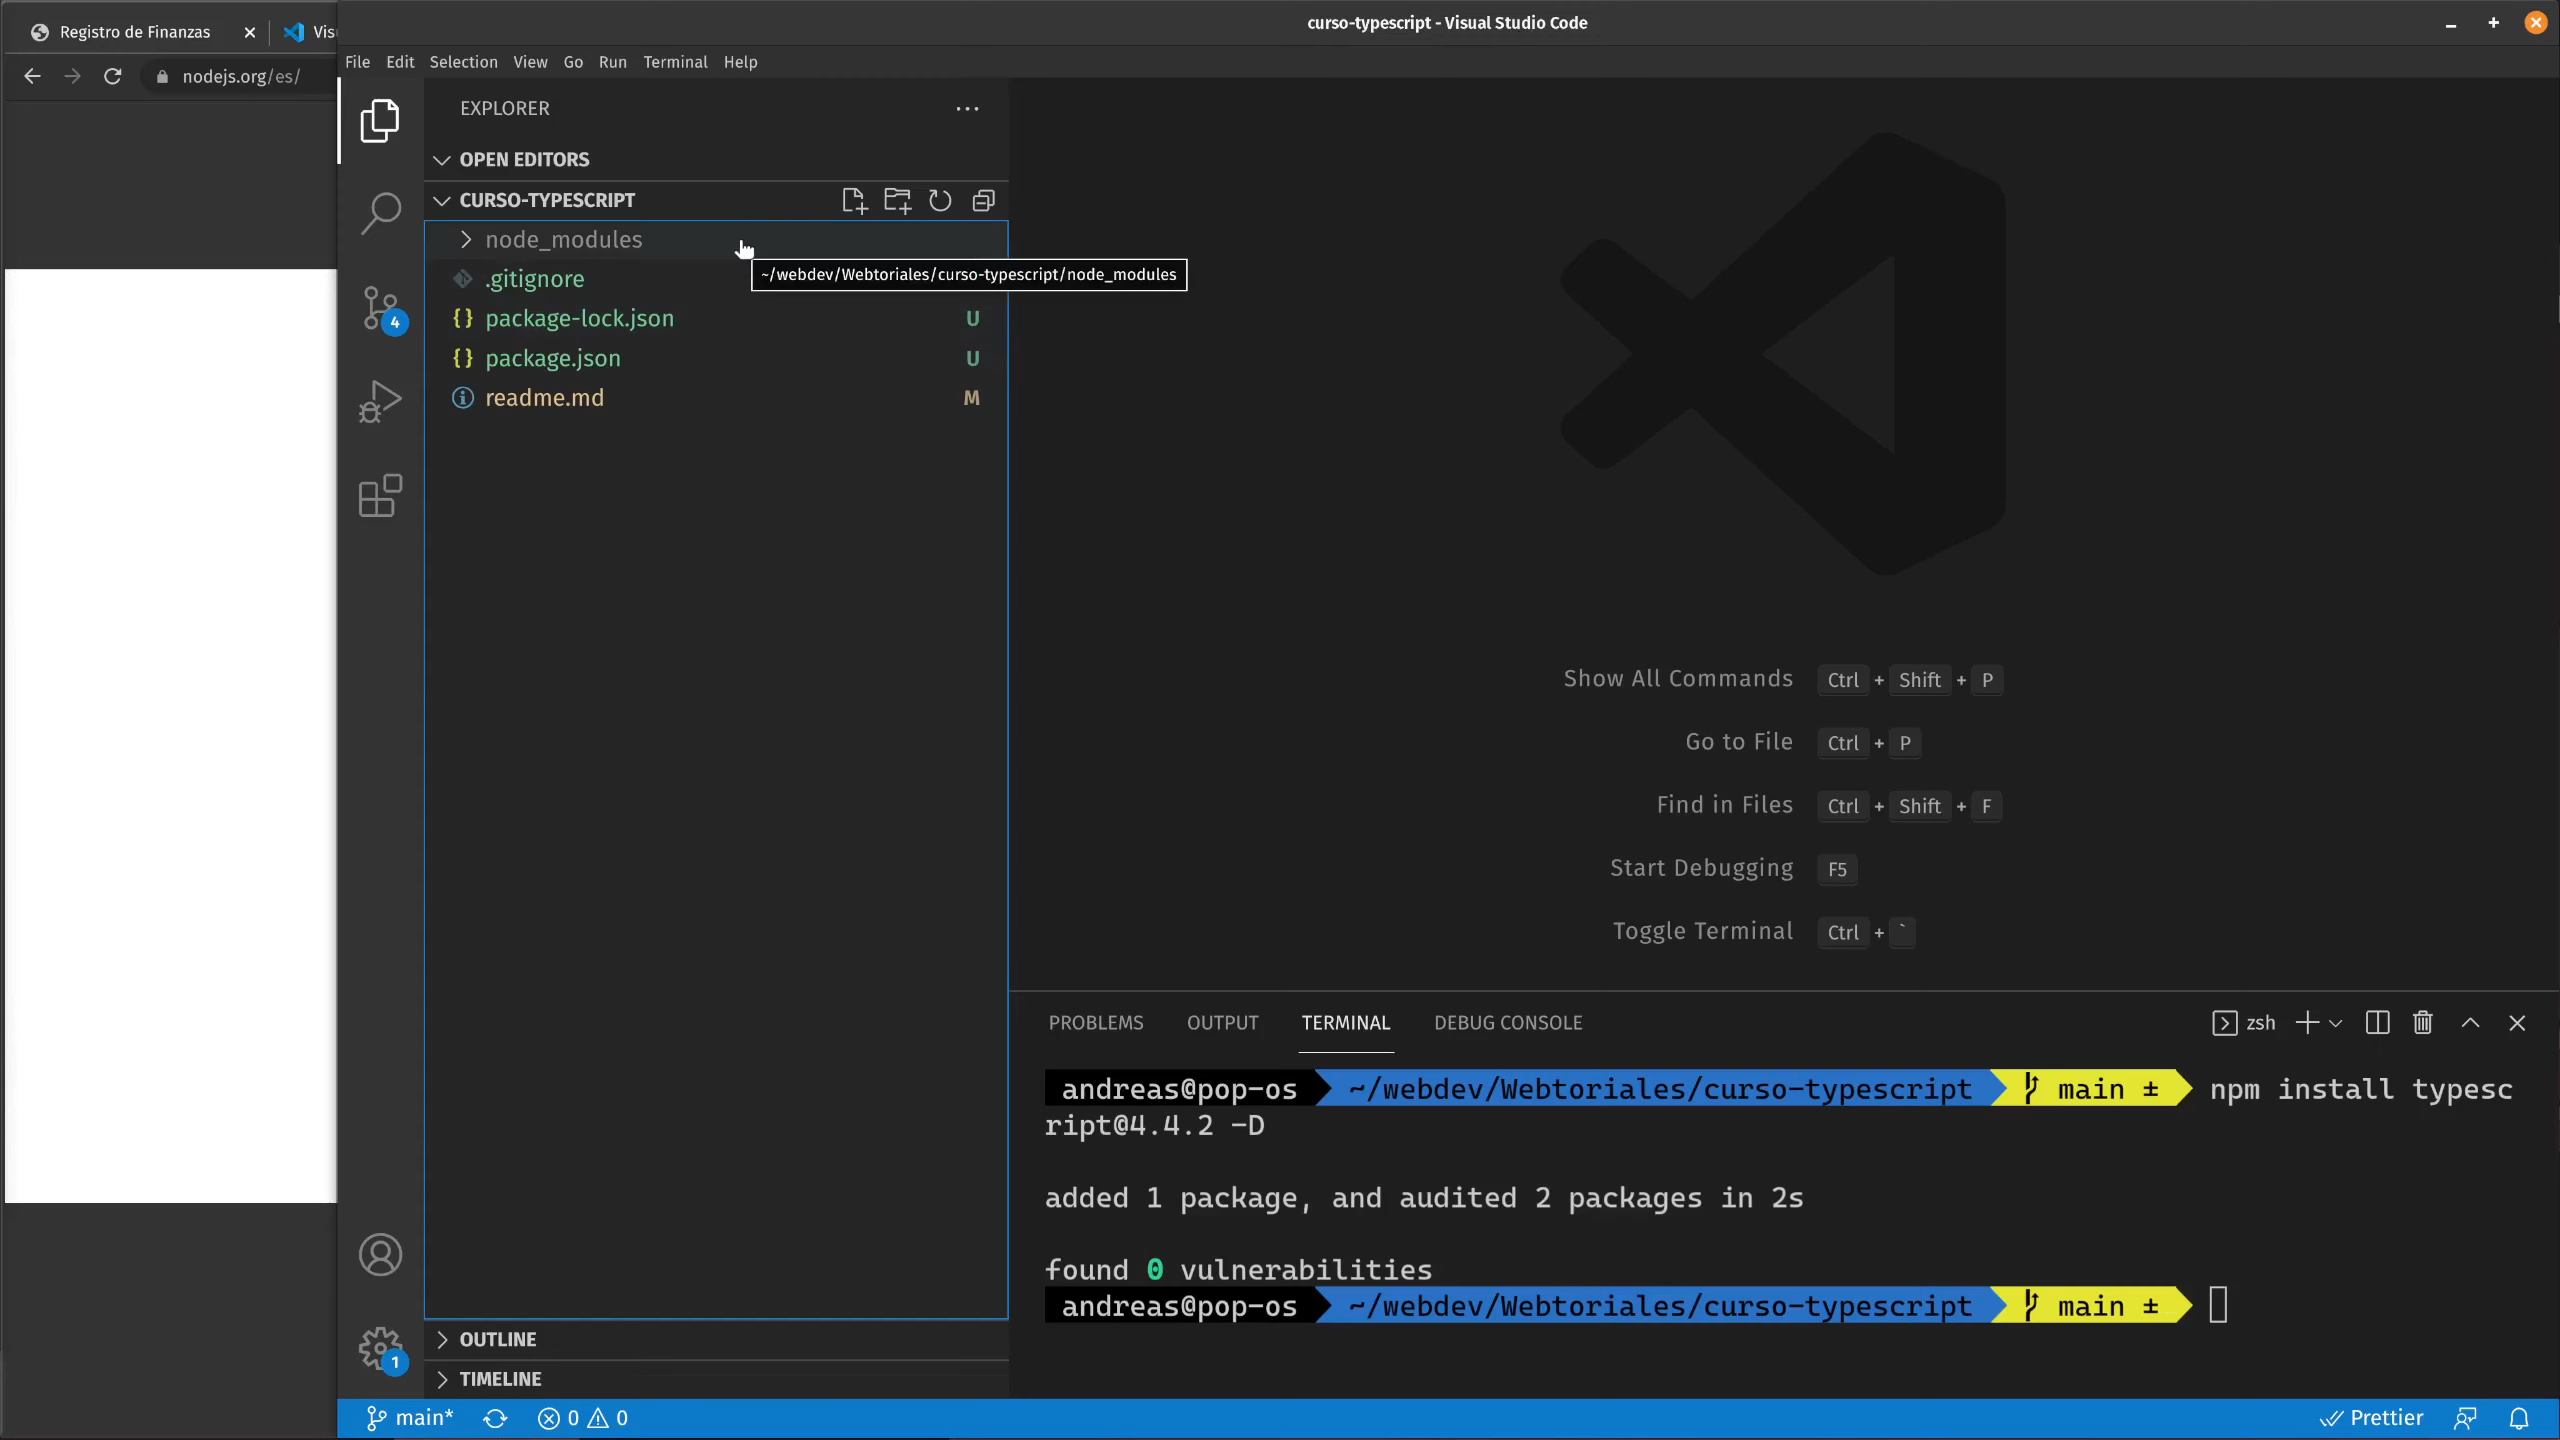 curso-typescript - Visual Studio Code
Registro de Finanzas
Vis
nodejs.org/es/
File Edit Selection View Go Run Terminal Help
EXPLORER
OPEN EDITORS
CURSO-TYPESCRIPT
node_modules
~/webdev/Webtoriales/curso-typescript/node_modules
.gitignore
package-lock.json U
package.json U
readme.md M
4
Show All Commands Ctrl + Shift + P
Go to File Ctrl + P
Find in Files Ctrl + Shift + F
Start Debugging F5
Toggle Terminal Ctrl + `
PROBLEMS OUTPUT TERMINAL DEBUG CONSOLE zsh
andreas@pop-os ~/webdev/Webtoriales/curso-typescript main ± npm install typesc
ript@4.4.2 -D
added 1 package, and audited 2 packages in 2s
found 0 vulnerabilities
andreas@pop-os ~/webdev/Webtoriales/curso-typescript main ±
OUTLINE
1
TIMELINE
main* 0 0 Prettier